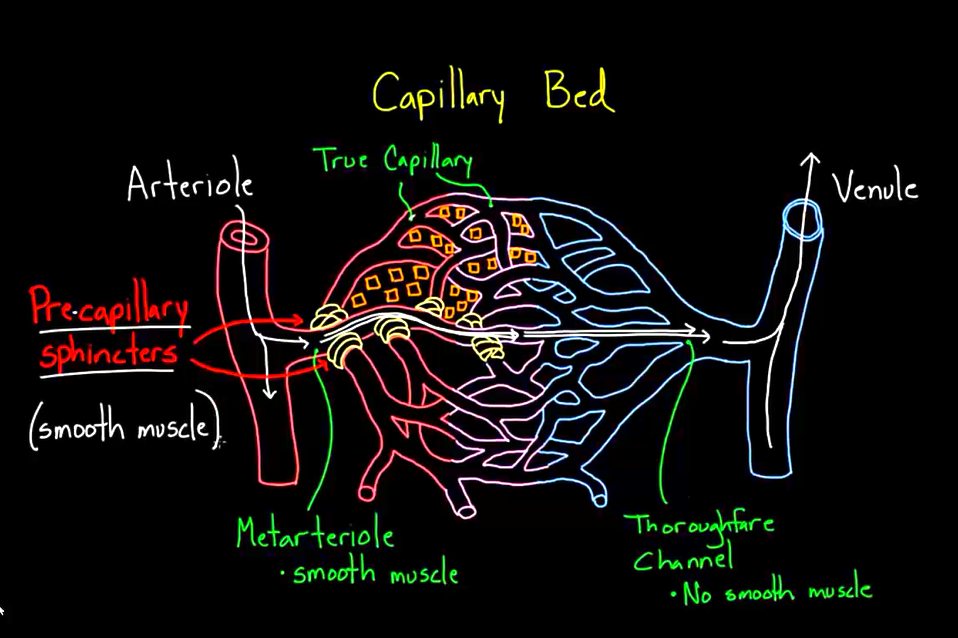 Capillary Bed
True Capillary
Arteriole
Venule
Pre-capillary
sphincters
(smooth muscle)
Metarteriole
• smooth muscle
Thoroughfare
Channel
• No smooth muscle